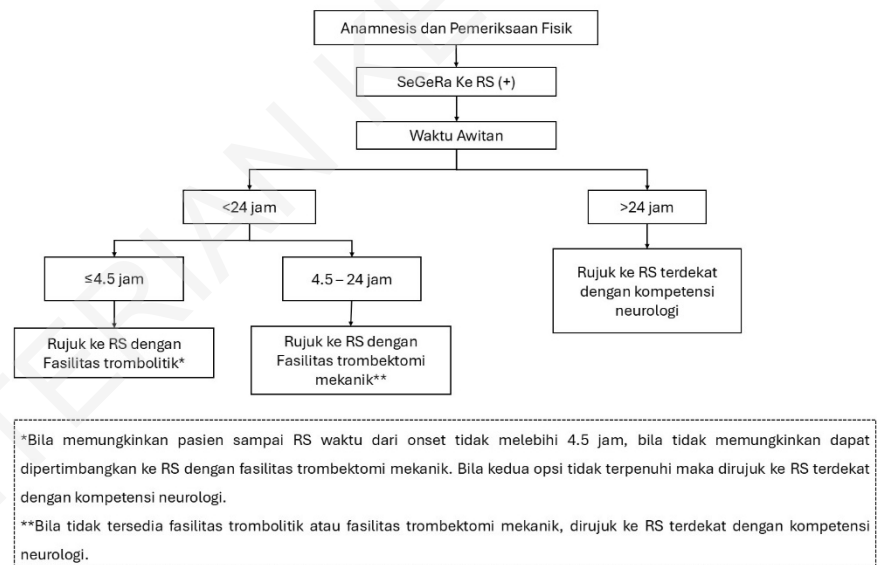 Anamnesis dan Pemeriksaan Fisik
SeGeRa Ke RS (+)
Waktu Awitan
<24 jam
>24 jam
≤4.5 jam
4.5 – 24 jam
Rujuk ke RS terdekat
dengan kompetensi
neurologi
Rujuk ke RS dengan
Fasilitas trombolitik*
Rujuk ke RS dengan
Fasilitas trombektomi
mekanik**
*Bila memungkinkan pasien sampai RS waktu dari onset tidak melebihi 4.5 jam, bila tidak memungkinkan dapat
dipertimbangkan ke RS dengan fasilitas trombektomi mekanik. Bila kedua opsi tidak terpenuhi maka dirujuk ke RS terdekat
dengan kompetensi neurologi.
**Bila tidak tersedia fasilitas trombolitik atau fasilitas trombektomi mekanik, dirujuk ke RS terdekat dengan kompetensi
neurologi.